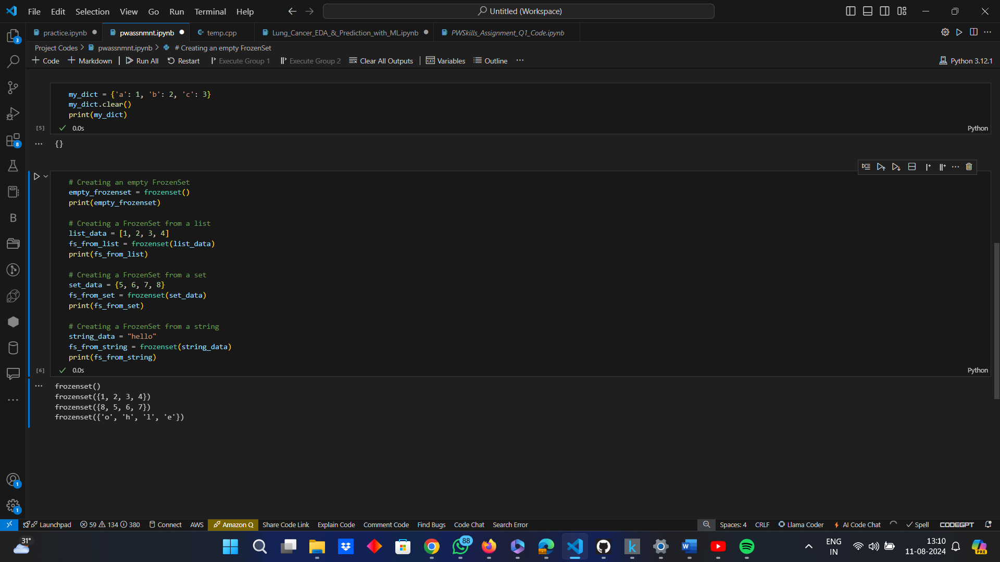 File Edit Selection View Go Run Terminal Help
Untitled (Workspace)
practice.ipynb pwassnmnt.ipynb temp.cpp Lung_Cancer_EDA_&_Prediction_with_ML.ipynb PWSkills_Assignment_Q1_Code.ipynb
Project Codes > pwassnmnt.ipynb > # Creating an empty FrozenSet
+ Code + Markdown | Run All Restart Execute Group 1 Execute Group 2 Clear All Outputs | Variables Outline ... Python 3.12.1
my_dict = {'a': 1, 'b': 2, 'c': 3}
my_dict.clear()
print(my_dict)
[5] 0.0s Python
{}
# Creating an empty FrozenSet
empty_frozenset = frozenset()
print(empty_frozenset)
# Creating a FrozenSet from a list
list_data = [1, 2, 3, 4]
fs_from_list = frozenset(list_data)
print(fs_from_list)
# Creating a FrozenSet from a set
set_data = {5, 6, 7, 8}
fs_from_set = frozenset(set_data)
print(fs_from_set)
# Creating a FrozenSet from a string
string_data = "hello"
fs_from_string = frozenset(string_data)
print(fs_from_string)
[6] 0.0s Python
frozenset()
frozenset({1, 2, 3, 4})
frozenset({8, 5, 6, 7})
frozenset({'o', 'h', 'l', 'e'})
3
8
B
1
1
Launchpad 59 134 380 Connect AWS Amazon Q Share Code Link Explain Code Comment Code Find Bugs Code Chat Search Error Spaces: 4 CRLF Llama Coder AI Code Chat Spell CODEGPT
31°
88
k
W
ENG
IN
13:10
11-08-2024
PRE